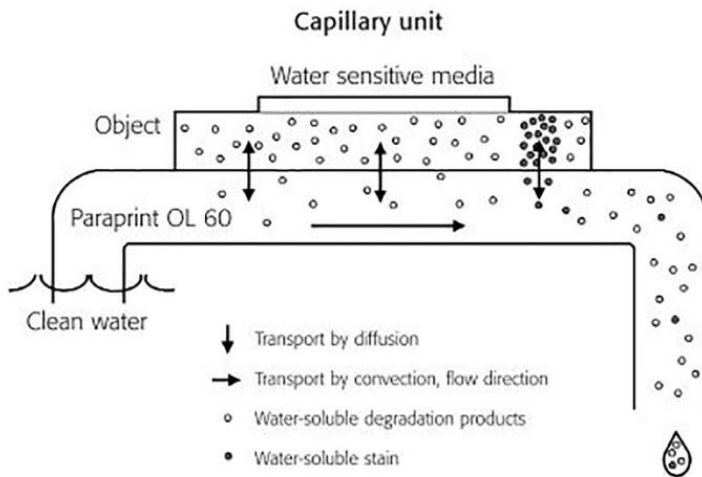 Capillary unit
Water sensitive media
Object
Paraprint OL 60
Clean water
Transport by diffusion
Transport by convection, flow direction
Water-soluble degradation products
Water-soluble stain